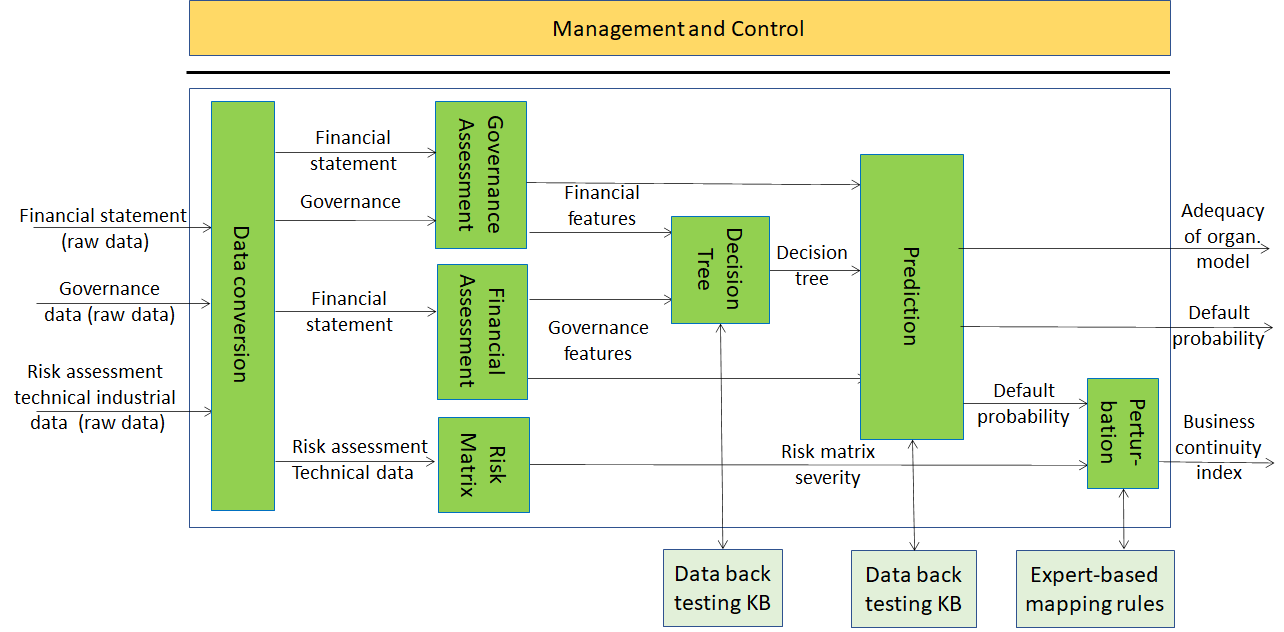 Management and Control
Financial statement
(raw data)
Governance
data (raw data)
Risk assessment
technical industrial
data (raw data)
Data conversion
Financial
statement
Governance
Financial
statement
Risk assessment
Technical data
Governance
Assessment
Financial
Assessment
Risk
Matrix
Financial
features
Governance
features
Decision
Tree
Decision
tree
Risk matrix
severity
Prediction
Default
probability
Pertur-
bation
Adequacy
of organ.
model
Default
probability
Business
continuity
index
Data back
testing KB
Data back
testing KB
Expert-based
mapping rules